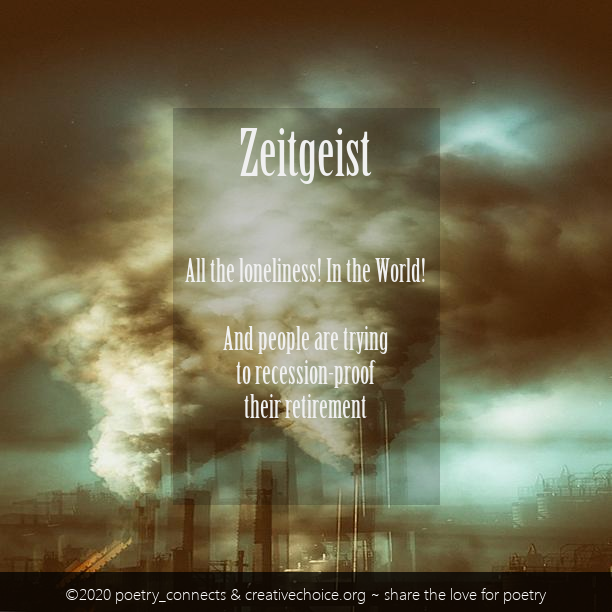 Zeitgeist
All the loneliness! In the World!
And people are trying
to recession-proof
their retirement
©2020 poetry_connects & creativechoice.org ~ share the love for poetry